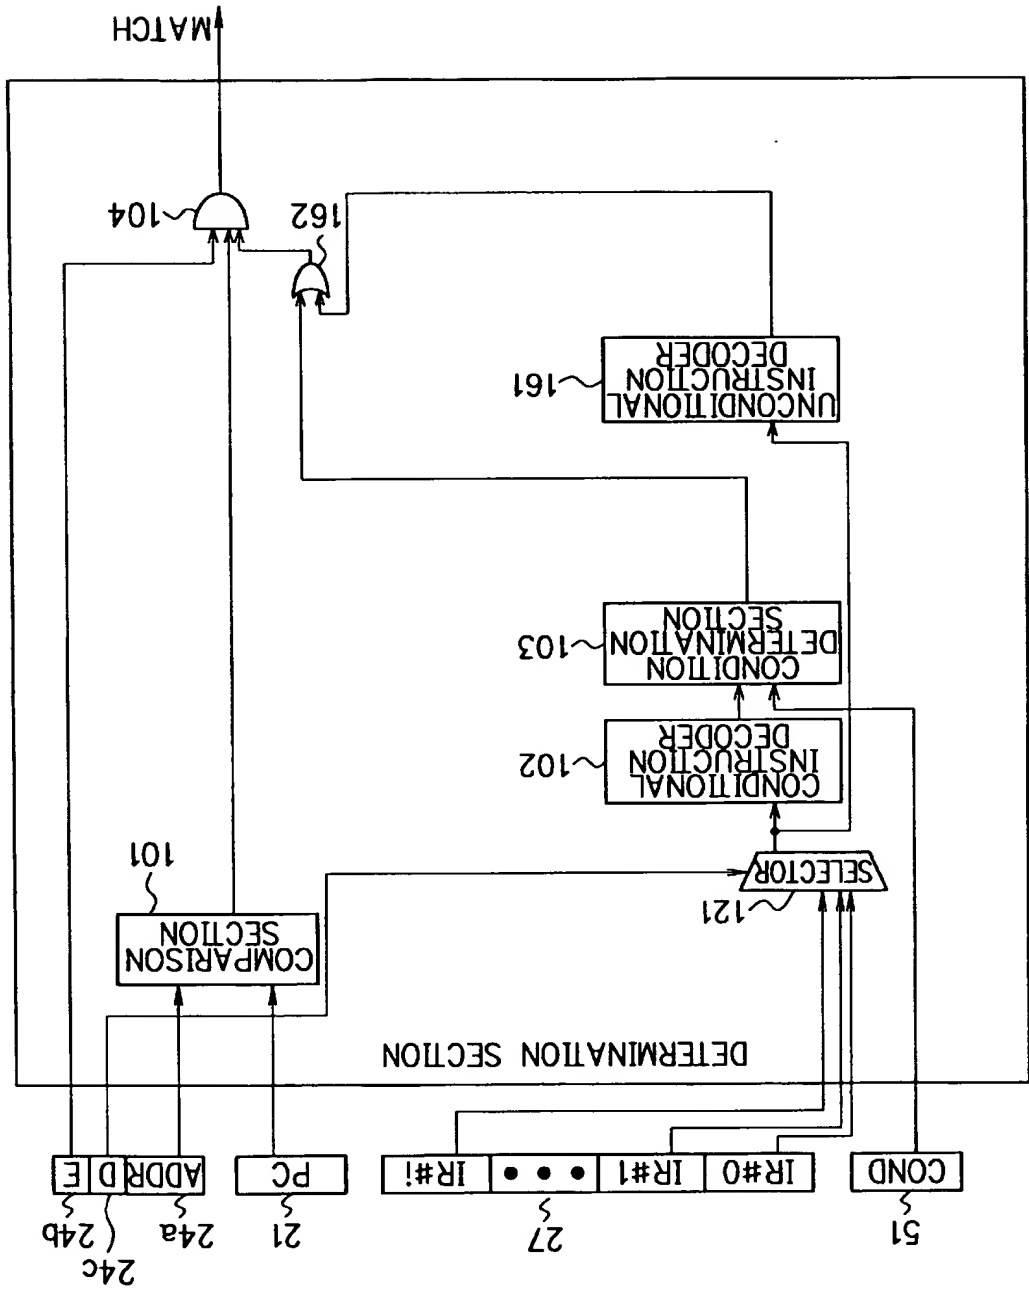 51
27
21
24a
24c
24b
COND
IR#0
IR#1
IR#i
PC
ADDR
D
E
DETERMINATION SECTION
COMPARISON
SECTION
101
121
SELECTOR
CONDITIONAL
INSTRUCTION
DECODER
102
CONDITION
DETERMINATION
SECTION
103
UNCONDITIONAL
INSTRUCTION
DECODER
161
162
104
MATCH